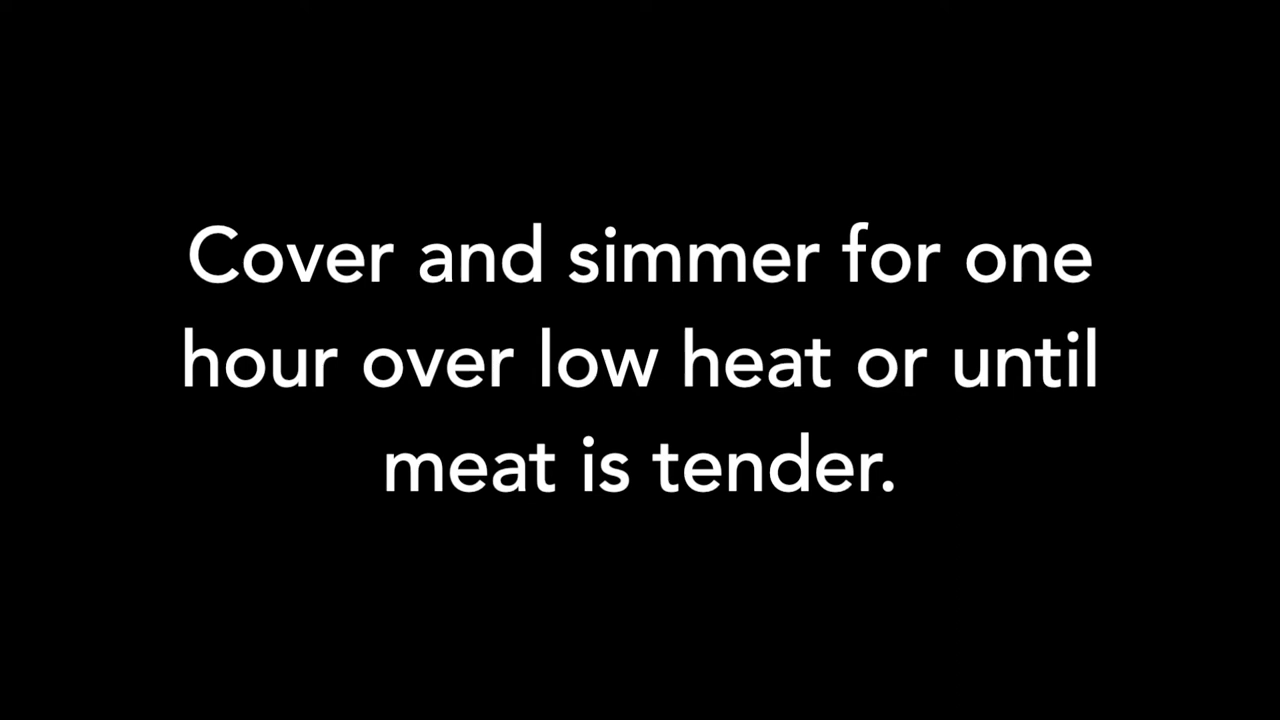 Cover and simmer for one
hour over low heat or until
meat is tender.